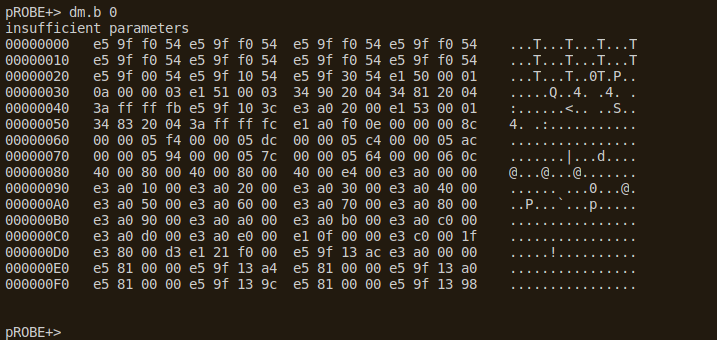 pROBE+> dm.b 0
insufficient parameters
00000000   e5 9f f0 54 e5 9f f0 54  e5 9f f0 54 e5 9f f0 54    ...T...T...T...T
00000010   e5 9f f0 54 e5 9f f0 54  e5 9f f0 54 e5 9f f0 54    ...T...T...T...T
00000020   e5 9f 00 54 e5 9f 10 54  e5 9f 30 54 e1 50 00 01    ...T...T..0T.P..
00000030   0a 00 00 03 e1 51 00 03  34 90 20 04 34 81 20 04    .....Q..4. .4. .
00000040   3a ff ff fb e5 9f 10 3c  e3 a0 20 00 e1 53 00 01    :......<.. ..S..
00000050   34 83 20 04 3a ff ff fc  e1 a0 f0 0e 00 00 00 8c    4. .:...........
00000060   00 00 05 f4 00 00 05 dc  00 00 05 c4 00 00 05 ac    ................
00000070   00 00 05 94 00 00 05 7c  00 00 05 64 00 00 06 0c    .......|...d....
00000080   40 00 80 00 40 00 80 00  40 00 e4 00 e3 a0 00 00    @...@...@.......
00000090   e3 a0 10 00 e3 a0 20 00  e3 a0 30 00 e3 a0 40 00    ...... ...0...@.
000000A0   e3 a0 50 00 e3 a0 60 00  e3 a0 70 00 e3 a0 80 00    ..P...`...p.....
000000B0   e3 a0 90 00 e3 a0 a0 00  e3 a0 b0 00 e3 a0 c0 00    ................
000000C0   e3 a0 d0 00 e3 a0 e0 00  e1 0f 00 00 e3 c0 00 1f    ................
000000D0   e3 80 00 d3 e1 21 f0 00  e5 9f 13 ac e3 a0 00 00    .....!..........
000000E0   e5 81 00 00 e5 9f 13 a4  e5 81 00 00 e5 9f 13 a0    ................
000000F0   e5 81 00 00 e5 9f 13 9c  e5 81 00 00 e5 9f 13 98    ................
pROBE+>